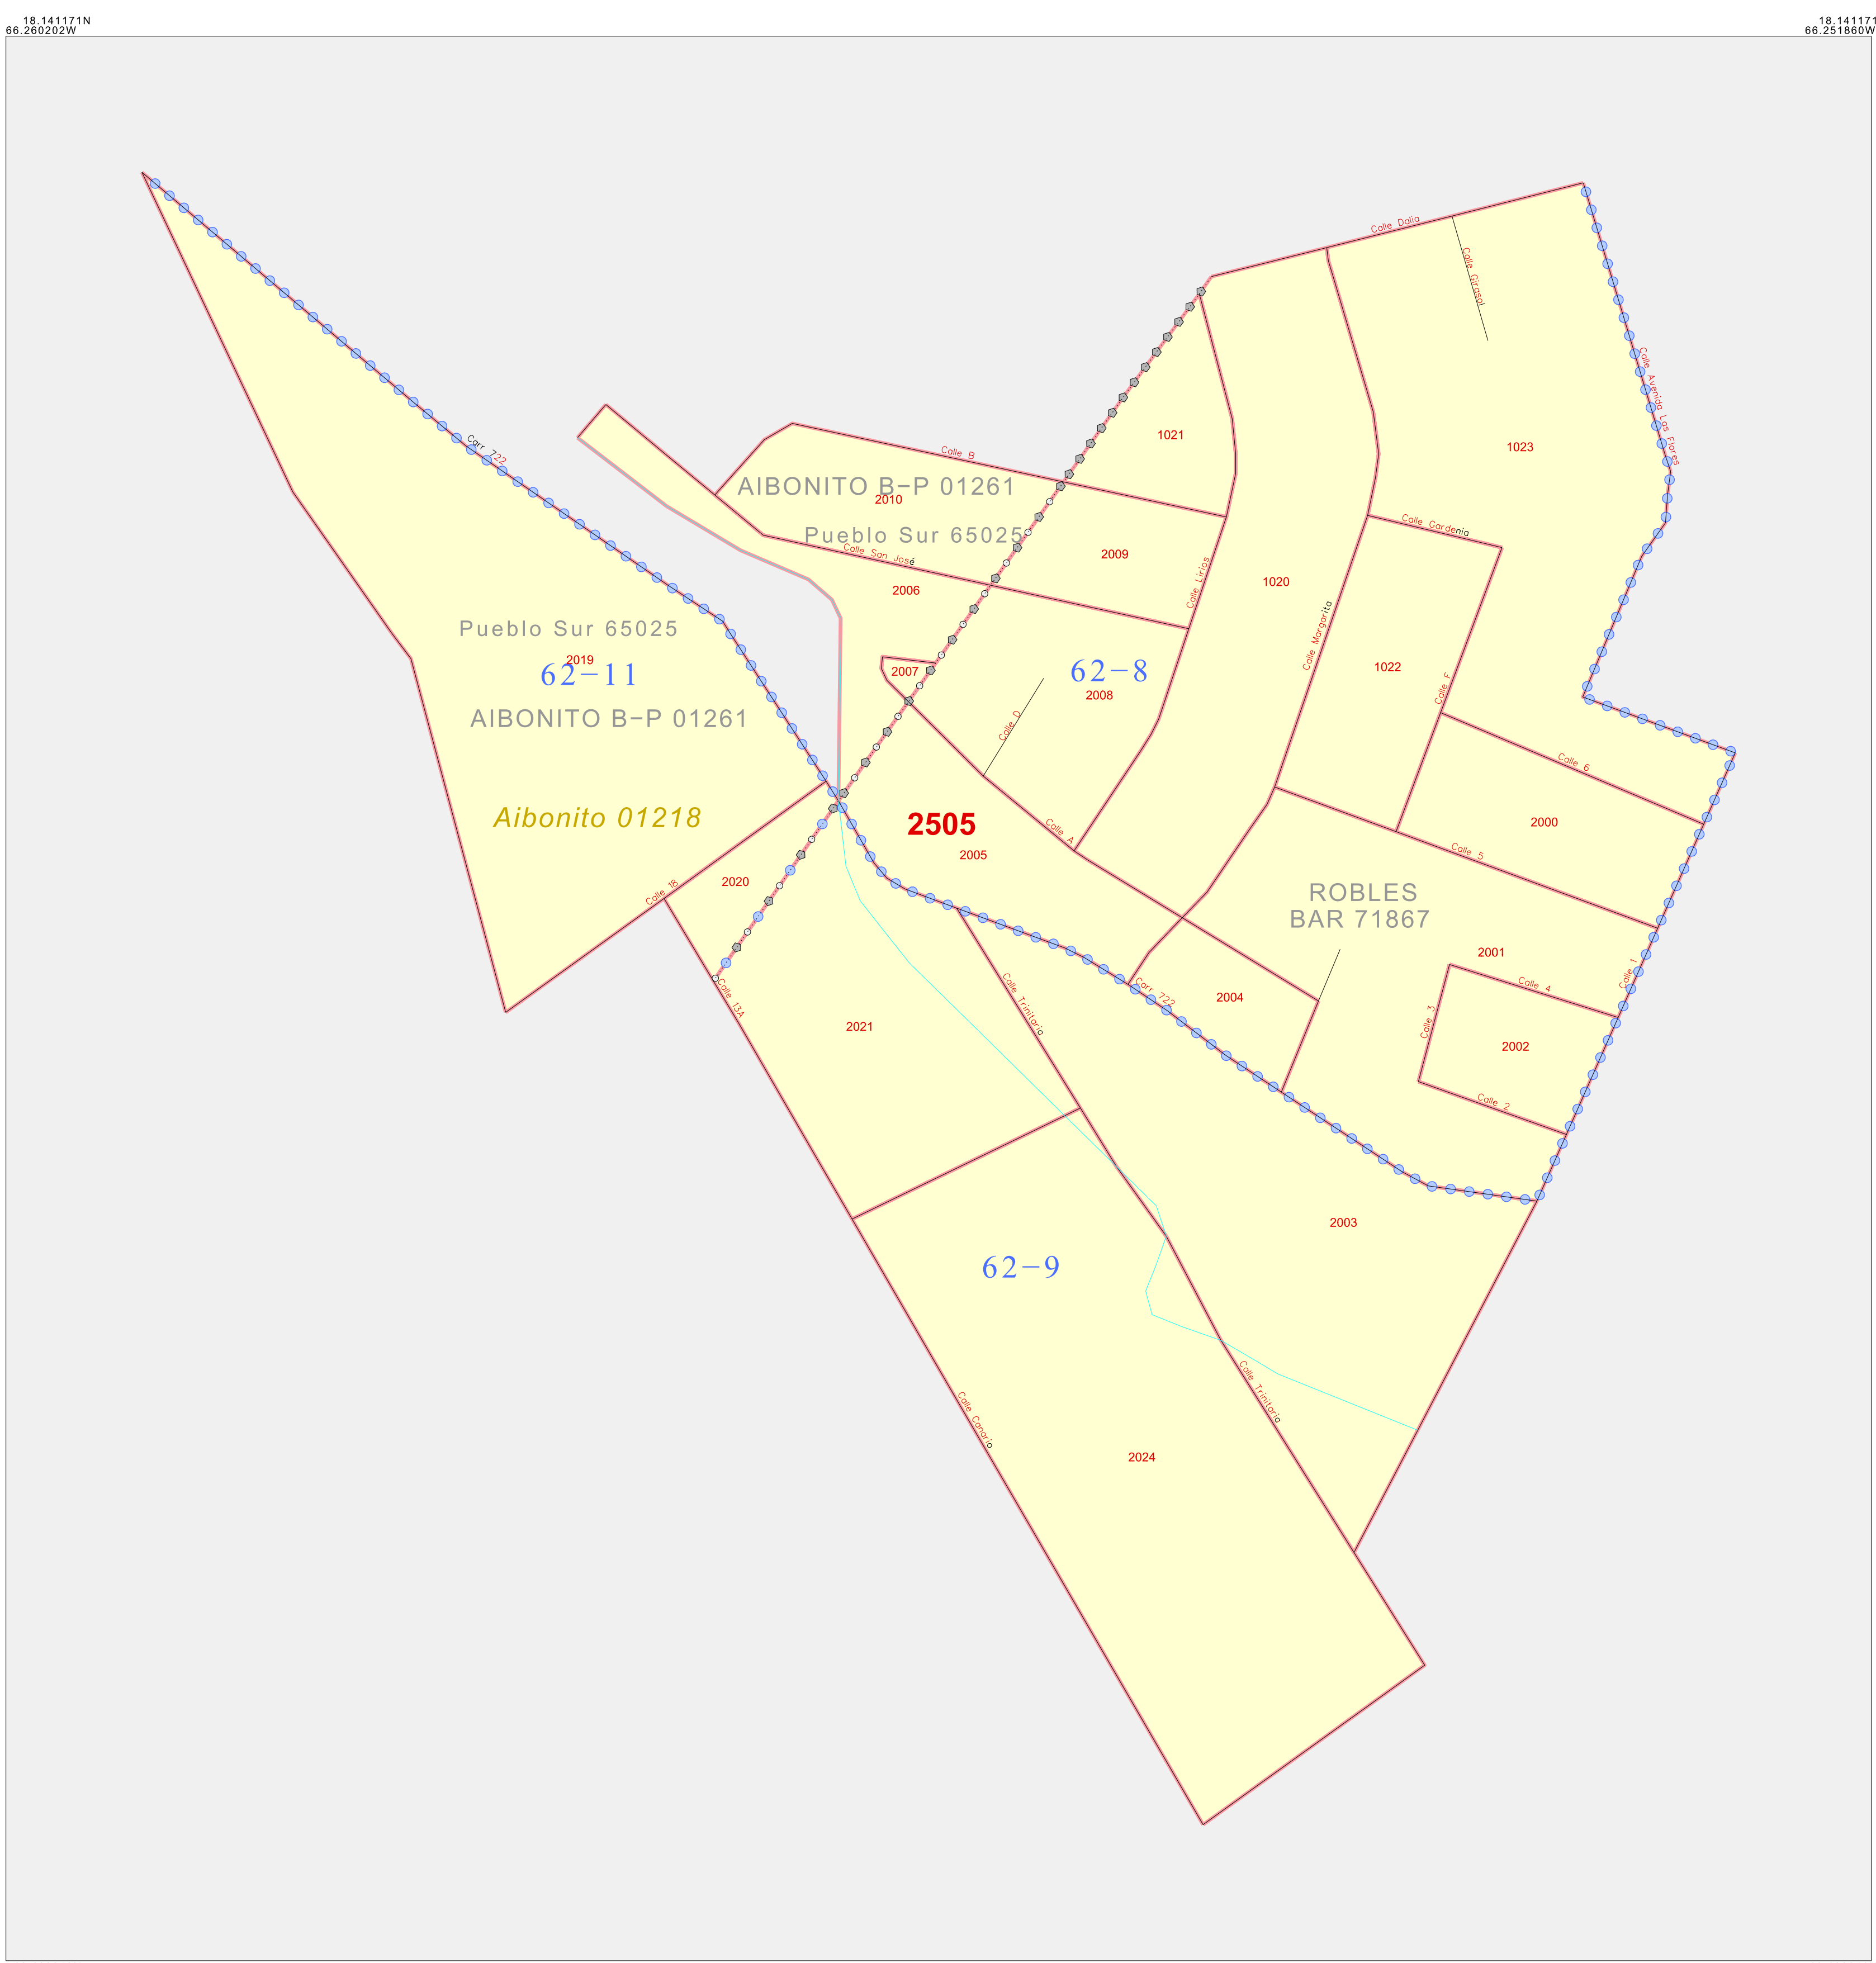 18.141171N
66.260202W
18.141171
66.251860W
Calle Dalia
Calle Girasol
Calle Avenida Las Flores
Carr 722
1021
1023
Calle B
AIBONITO B-P 01261
2010
Pueblo Sur 65025
Calle San José
2009
Calle Gardenia
Calle Lirios
1020
2006
Calle Margarita
Pueblo Sur 65025
2019
62-11
AIBONITO B-P 01261
2007
62-8
2008
1022
Calle F
Calle D
Calle 6
Aibonito 01218
2505
2005
Calle A
2000
Calle 5
Calle 18
2020
ROBLES
BAR 71867
2001
Calle 1
Calle 13A
Calle Trinitaria
Carr 722
2004
Calle 4
Calle 3
2002
2021
Calle 2
2003
62-9
Calle Trinitaria
Calle Canario
2024